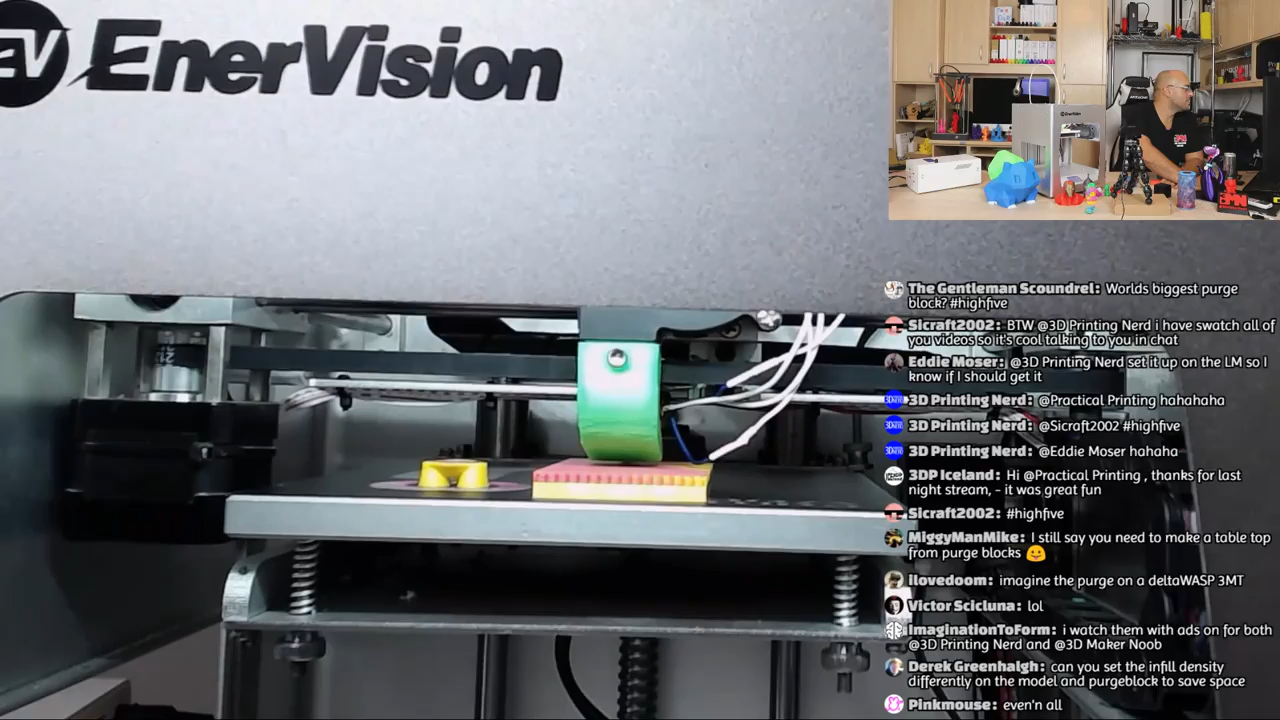 EV EnerVision
EnerVision
The Gentleman Scoundrel: Worlds biggest purge
block? #highfive
Sicraft2002: BTW @3D Printing Nerd i have swatch all of
you videos so it's cool talking to you in chat
Eddie Moser: @3D Printing Nerd set it up on the LM so I
know if I should get it
3D Printing Nerd: @Practical Printing hahahaha
3D Printing Nerd: @Sicraft2002 #highfive
3D Printing Nerd: @Eddie Moser hahaha
3DP Iceland: Hi @Practical Printing , thanks for last
night stream, - it was great fun
Sicraft2002: #highfive
MiggyManMike: I still say you need to make a table top
from purge blocks
ilovedoom: imagine the purge on a deltaWASP 3MT
Victor Scicluna: lol
ImaginationToForm: i watch them with ads on for both
@3D Printing Nerd and @3D Maker Noob
Derek Greenhalgh: can you set the infill density
differently on the model and purgeblock to save space
Pinkmouse: even'n all